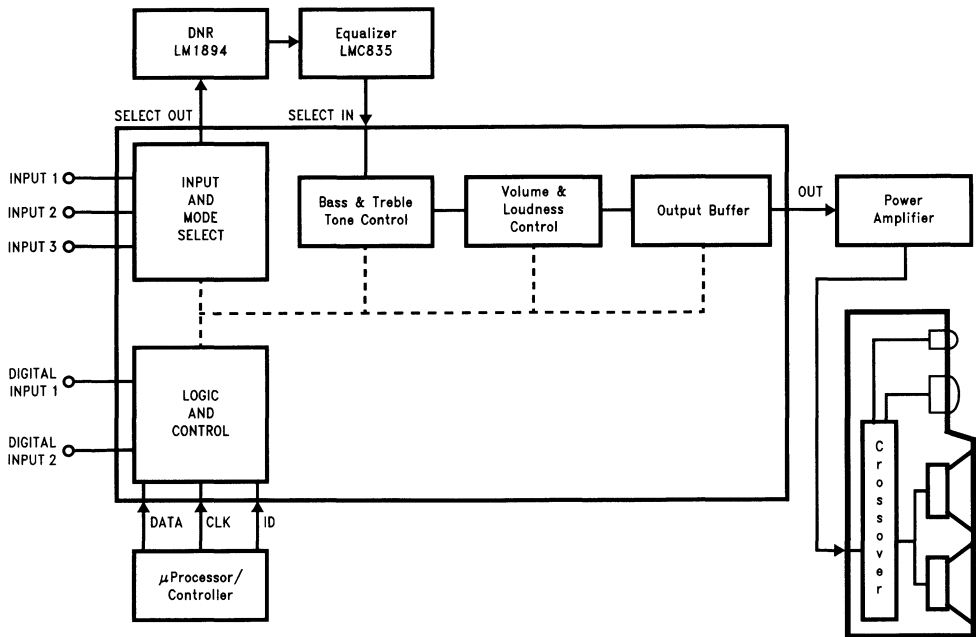 DNR
LM1894
Equalizer
LMC835
SELECT OUT
SELECT IN
INPUT 1
INPUT 2
INPUT 3
INPUT
AND
MODE
SELECT
Bass & Treble
Tone Control
Volume &
Loudness
Control
Output Buffer
OUT
Power
Amplifier
DIGITAL
INPUT 1
DIGITAL
INPUT 2
LOGIC
AND
CONTROL
DATA
CLK
ID
μProcessor/
Controller
Crossover